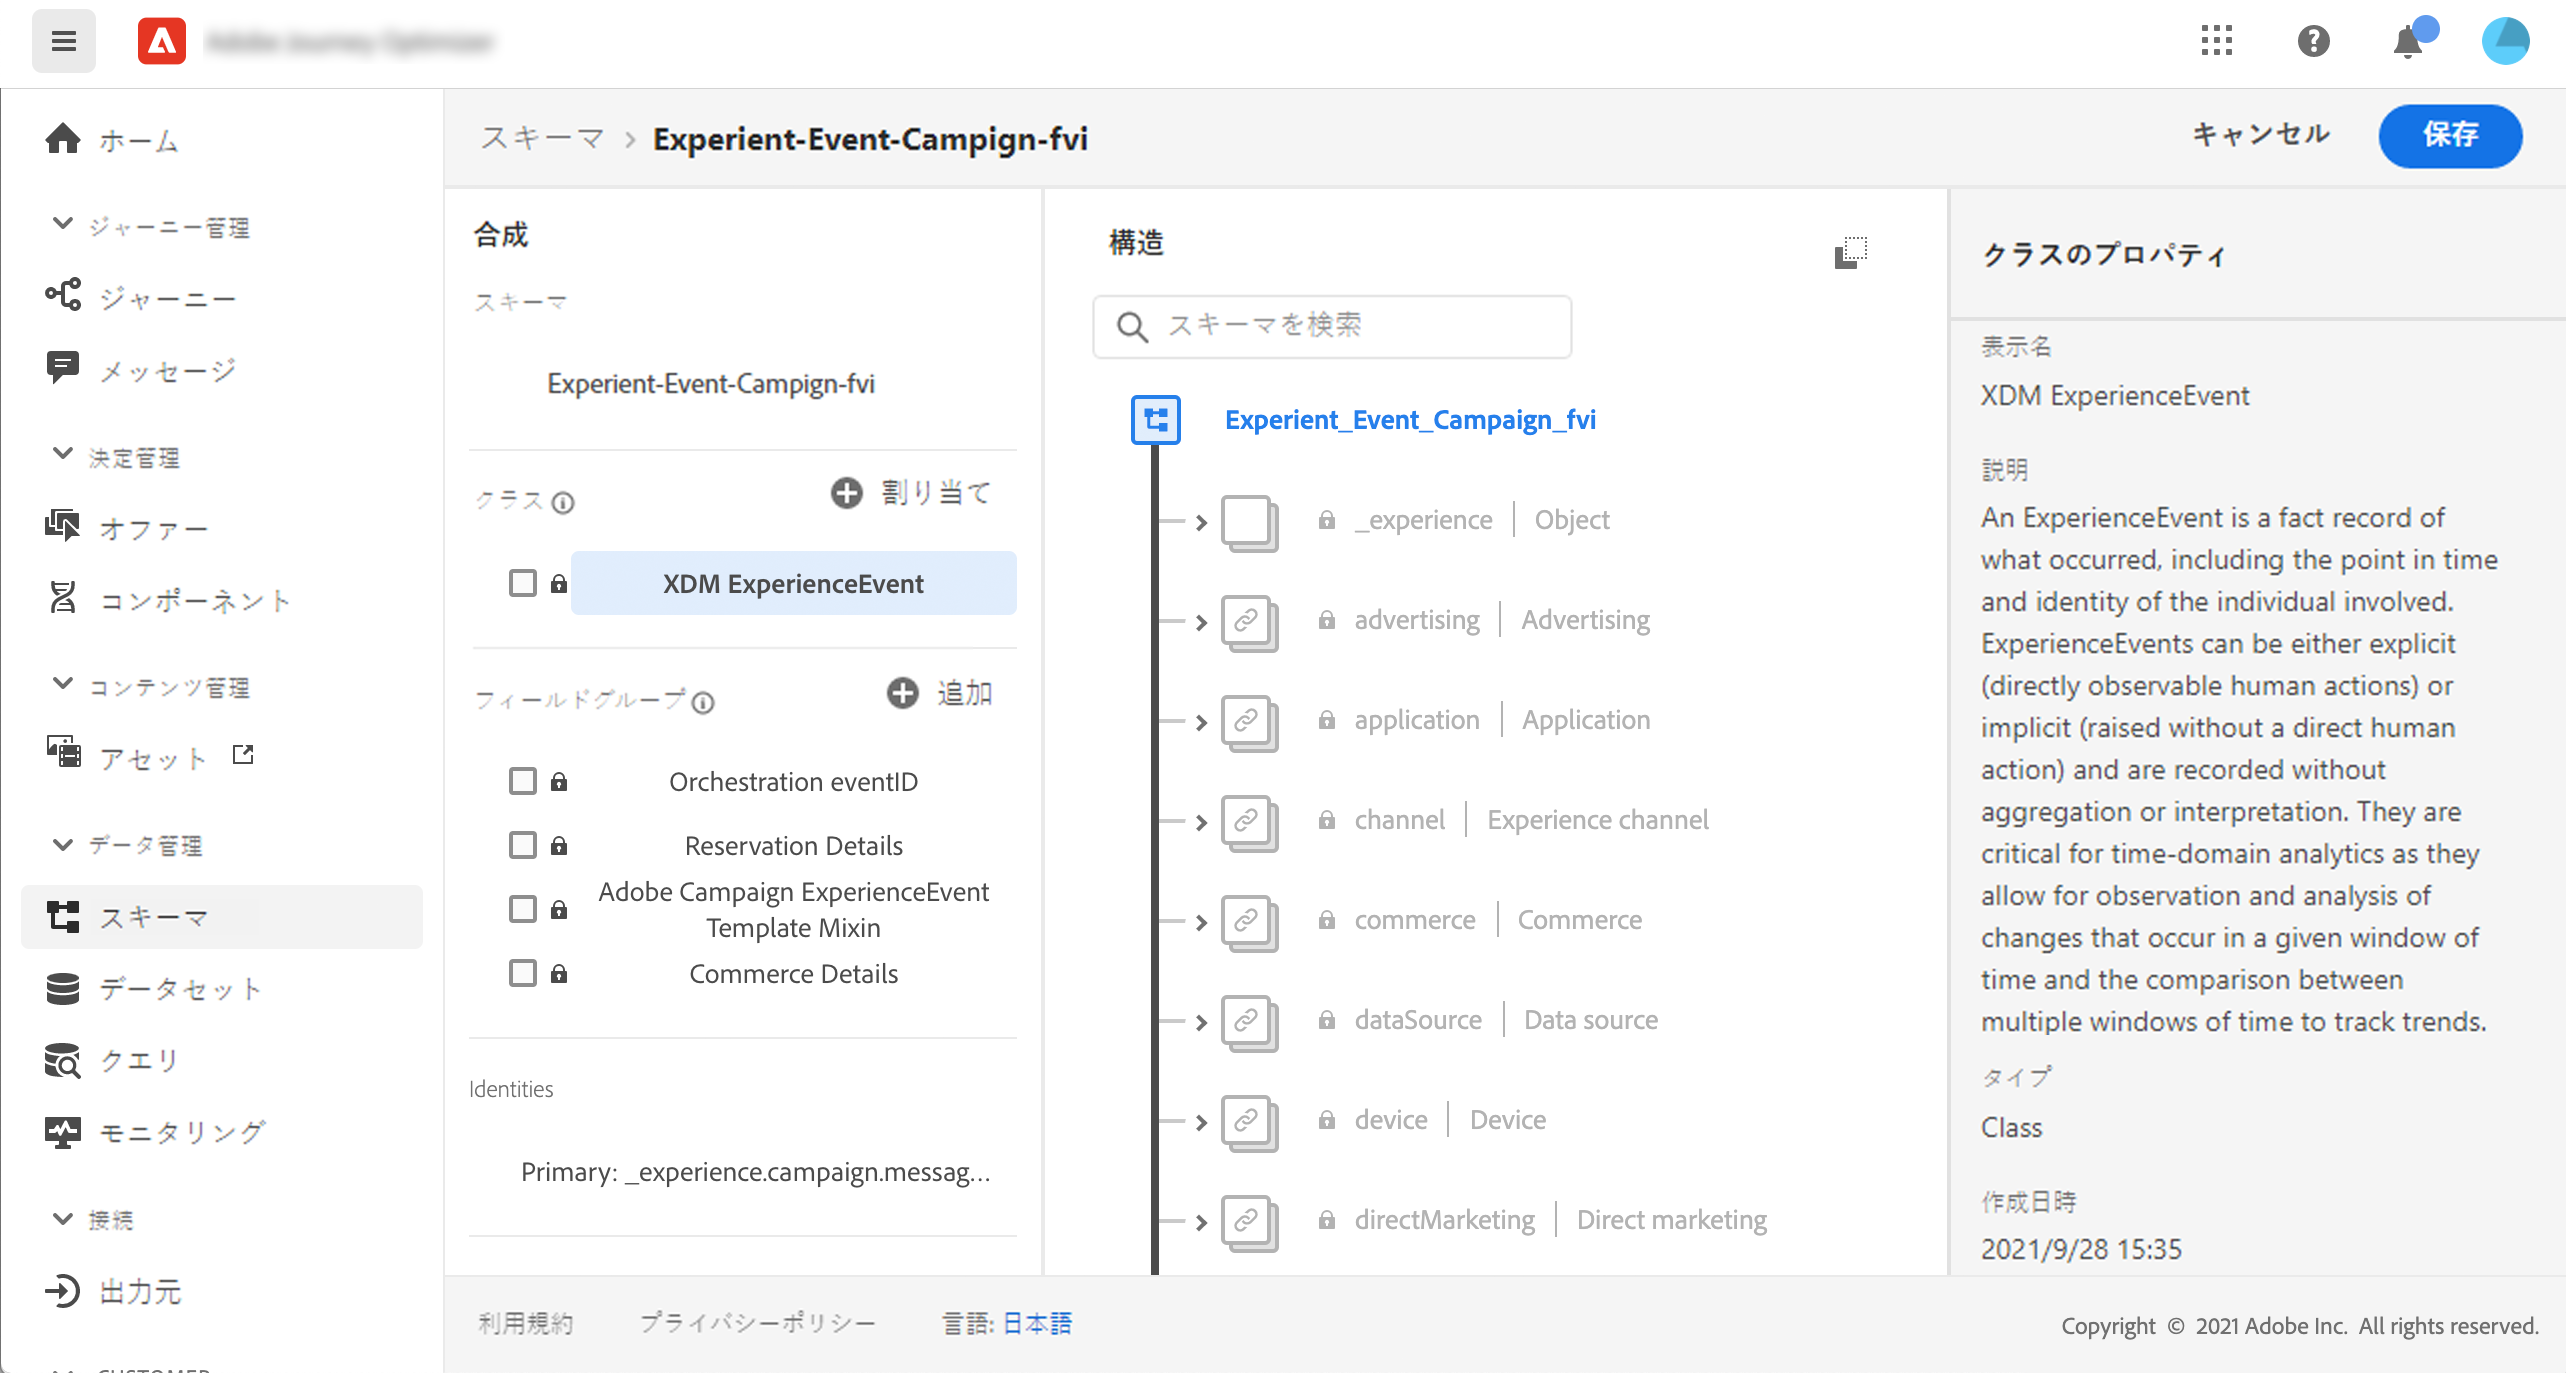 ホーム
ジャーニー管理
ジャーニー
メッセージ
決定管理
オファー
コンポーネント
コンテンツ管理
アセット
データ管理
スキーマ
データセット
クエリ
モニタリング
接続
出力元
CUSTOMER
スキーマ > Experient-Event-Campign-fvi
キャンセル
保存
合成
スキーマ
Experient-Event-Campign-fvi
クラス
割り当て
XDM ExperienceEvent
フィールドグループ
追加
Orchestration eventID
Reservation Details
Adobe Campaign ExperienceEvent
Template Mixin
Commerce Details
Identities
Primary: _experience.campaign.messag...
構造
スキーマを検索
Experient_Event_Campaign_fvi
_experience | Object
advertising | Advertising
application | Application
channel | Experience channel
commerce | Commerce
dataSource | Data source
device | Device
directMarketing | Direct marketing
クラスのプロパティ
表示名
XDM ExperienceEvent
説明
An ExperienceEvent is a fact record of
what occurred, including the point in time
and identity of the individual involved.
ExperienceEvents can be either explicit
(directly observable human actions) or
implicit (raised without a direct human
action) and are recorded without
aggregation or interpretation. They are
critical for time-domain analytics as they
allow for observation and analysis of
changes that occur in a given window of
time and the comparison between
multiple windows of time to track trends.
タイプ
Class
作成日時
2021/9/28 15:35
利用規約
プライバシーポリシー
言語: 日本語
Copyright © 2021 Adobe Inc. All rights reserved.